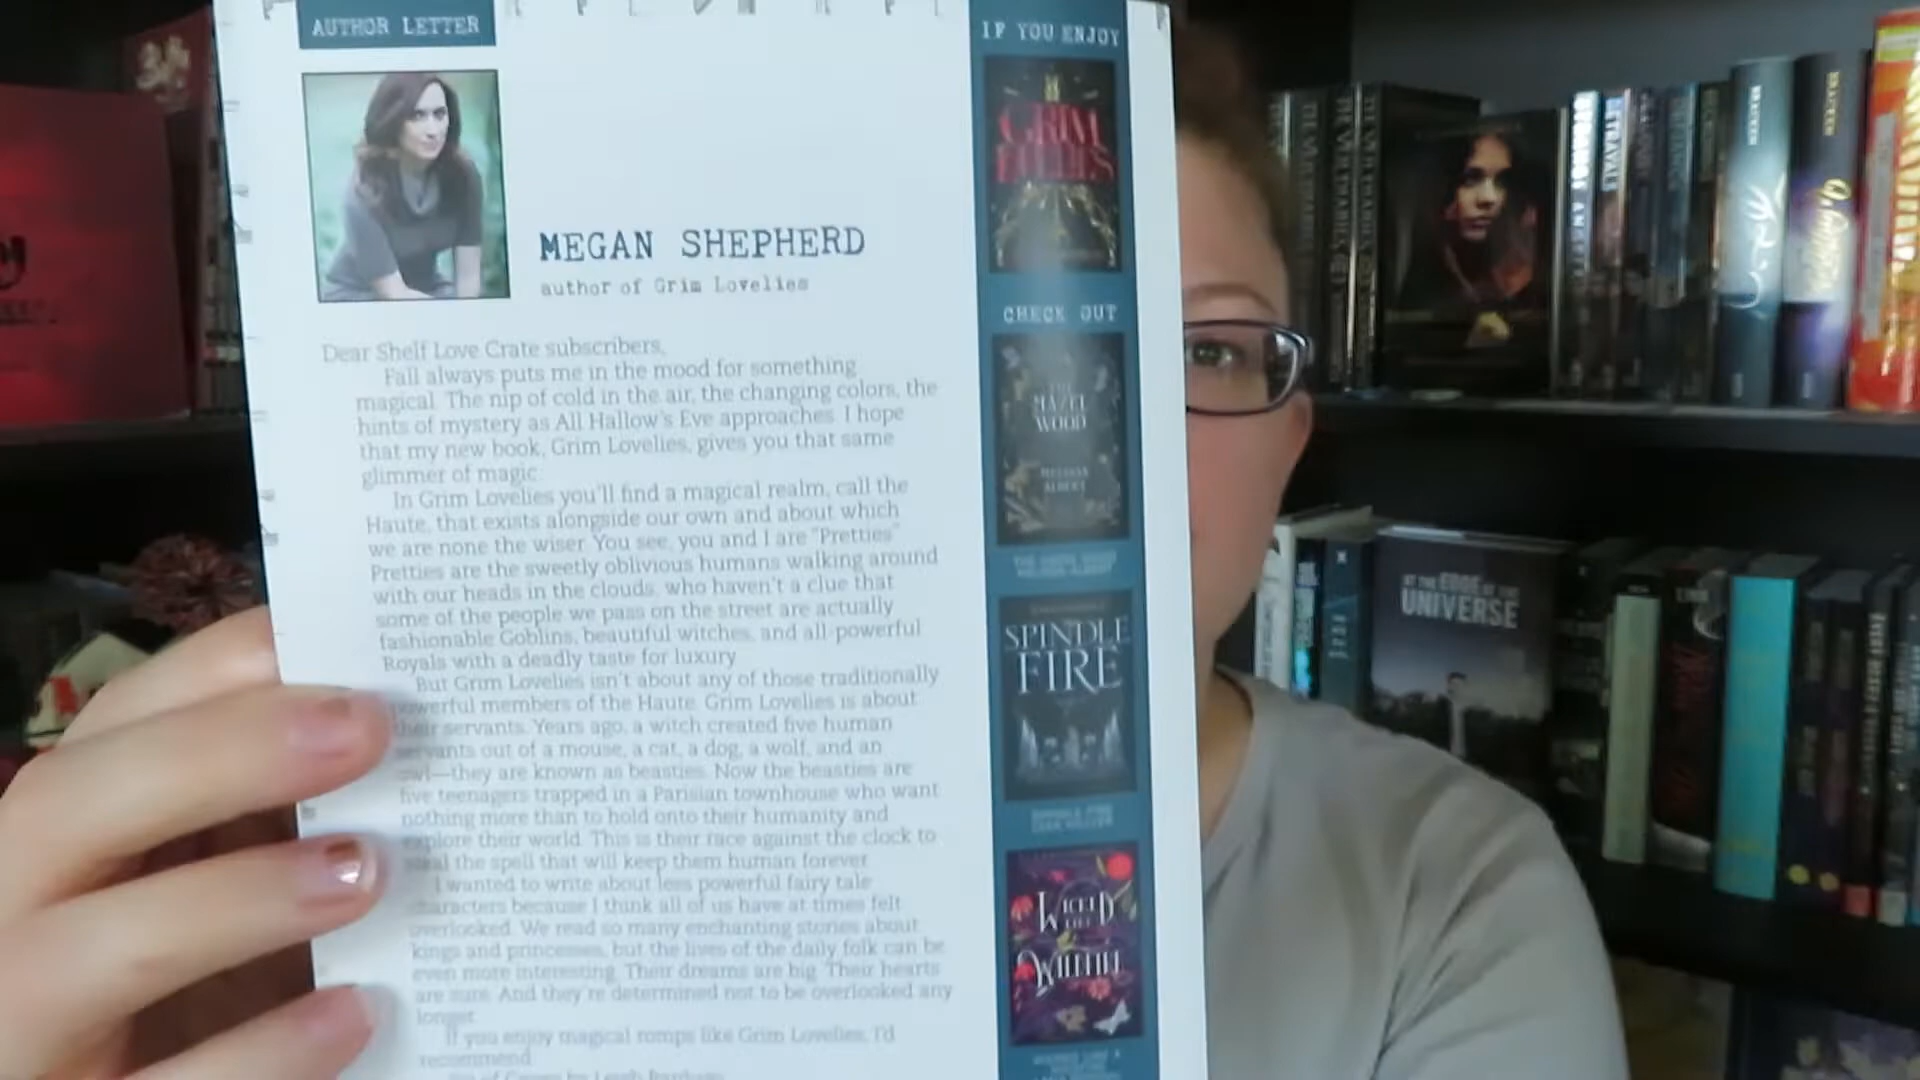 AUTHOR LETTER
MEGAN SHEPHERD
author of Grim Lovelies
Dear Shelf Love Crate subscribers,
Fall always puts me in the mood for something
magical. The nip of cold in the air, the changing colors, the
hints of mystery as All Hallow's Eve approaches. I hope
that my new book, Grim Lovelies, gives you that same
glimmer of magic.
In Grim Lovelies you'll find a magical realm, call the
Haute, that exists alongside our own and about which
we are none the wiser. You see, you and I are "Pretties"
Pretties are the sweetly oblivious humans walking around
with our heads in the clouds, who haven't a clue that
some of the people we pass on the street are actually
fashionable Goblins, beautiful witches, and all-powerful
Royals with a deadly taste for luxury
But Grim Lovelies isn't about any of those traditionally
powerful members of the Haute. Grim Lovelies is about
their servants. Years ago, a witch created five human
servants out of a mouse, a cat, a dog, a wolf, and an
owl—they are known as beasties. Now the beasties are
five teenagers trapped in a Parisian townhouse who want
nothing more than to hold onto their humanity and
explore their world. This is their race against the clock to
steal the spell that will keep them human forever
I wanted to write about less powerful fairy tale
characters because I think all of us have at times felt
overlooked. We read so many enchanting stories about
kings and princesses, but the lives of the daily folk can be
even more interesting. Their dreams are big. Their hearts
are sure. And they're determined not to be overlooked any
longer
If you enjoy magical romps like Grim Lovelies, I'd
recommend
IF YOU ENJOY
GRIM
LOVELIES
CHECK OUT
THE
HAZEL
WOOD
MELISSA
ALBERT
SPINDLE
FIRE
WICKED
LIKE A
WILDFIRE
BETRAYALS
AT THE EDGE OF THE
UNIVERSE